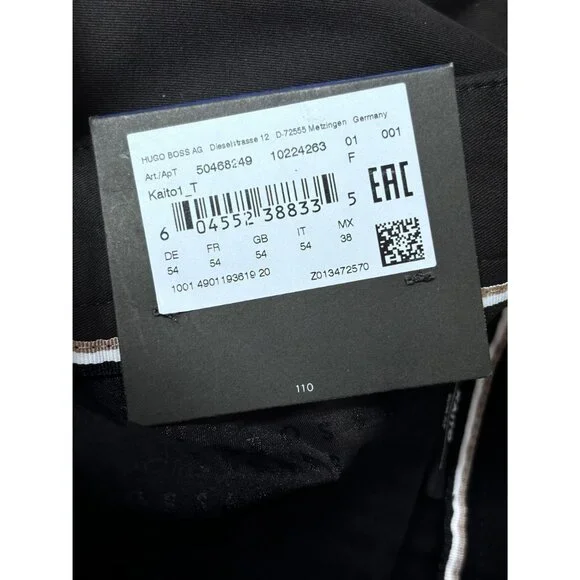 HUGO BOSS AG Dieselstrasse 12 D-72555 Metzingen Germany
Art./ApT 50468249 10224263 01 001
Kaito1_T F
6 04552 38833 5
EAC
DE FR GB IT MX
54 54 54 54 38
1001 4901193619 20 Z013472570
110